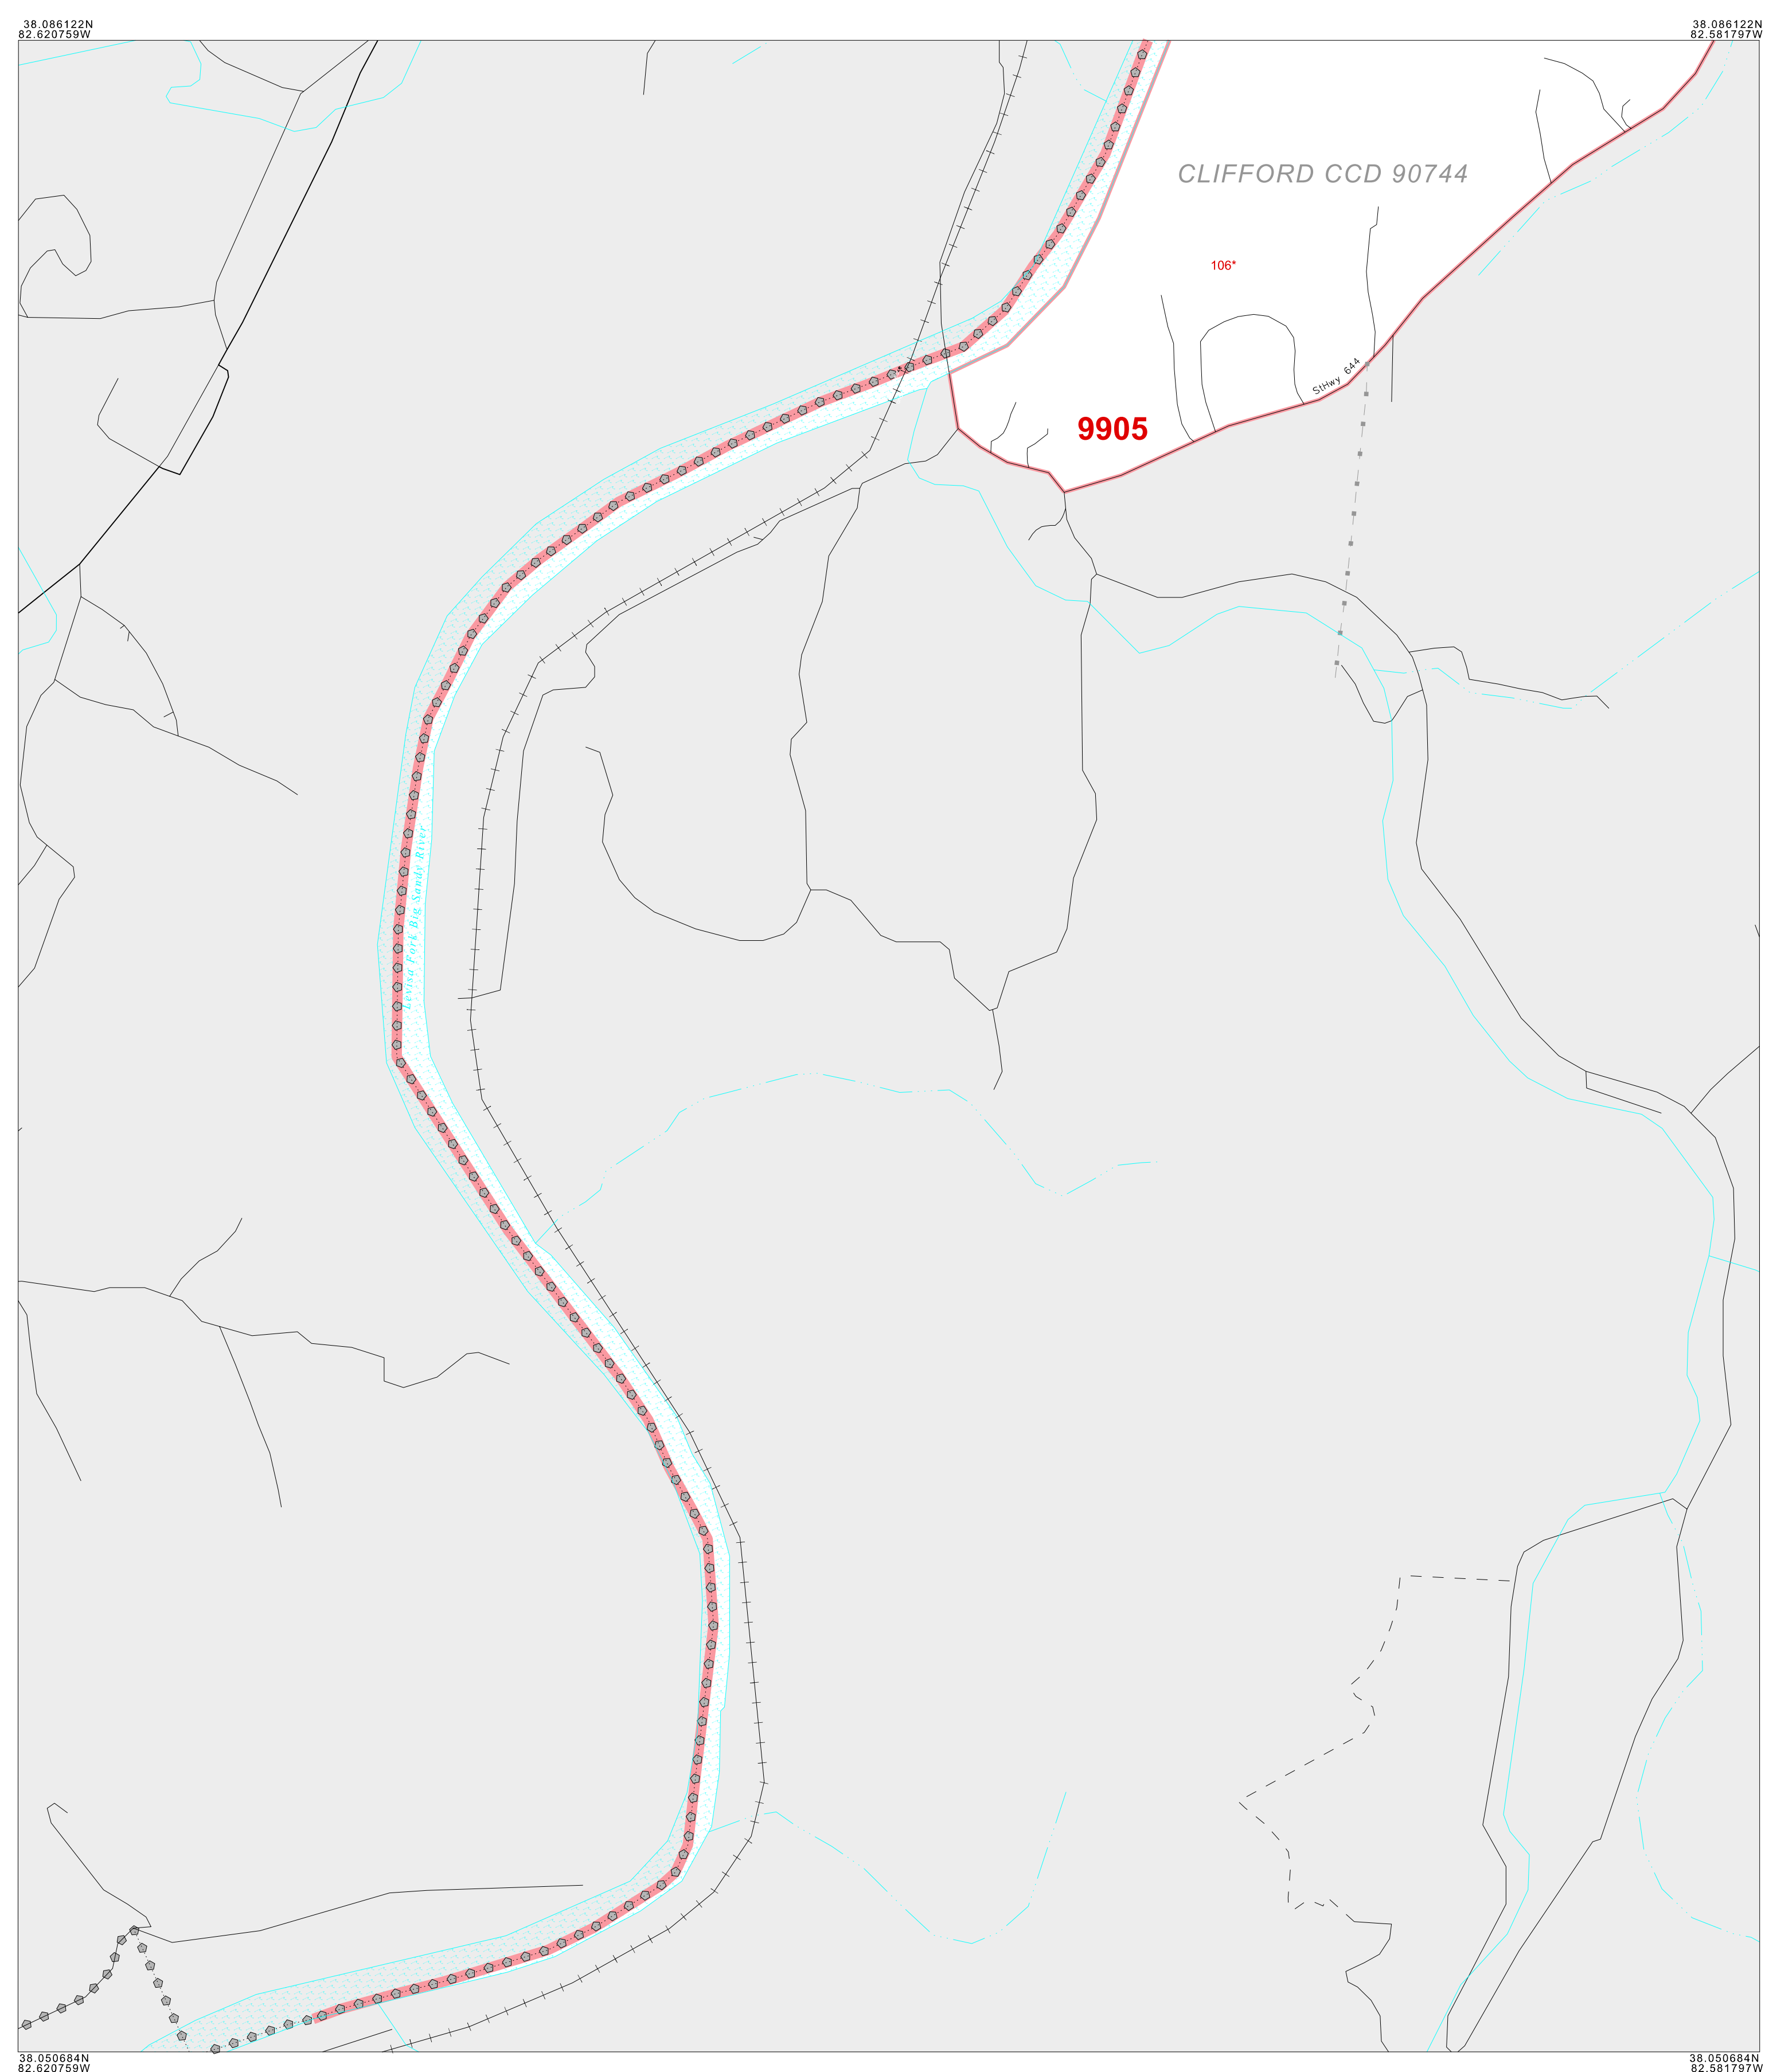 38.086122N
82.620759W
38.086122N
82.581797W
CLIFFORD CCD 90744
106*
StHwy 644
9905
Levisa Fork Big Sandy River
38.050684N
82.620759W
38.050684N
82.581797W